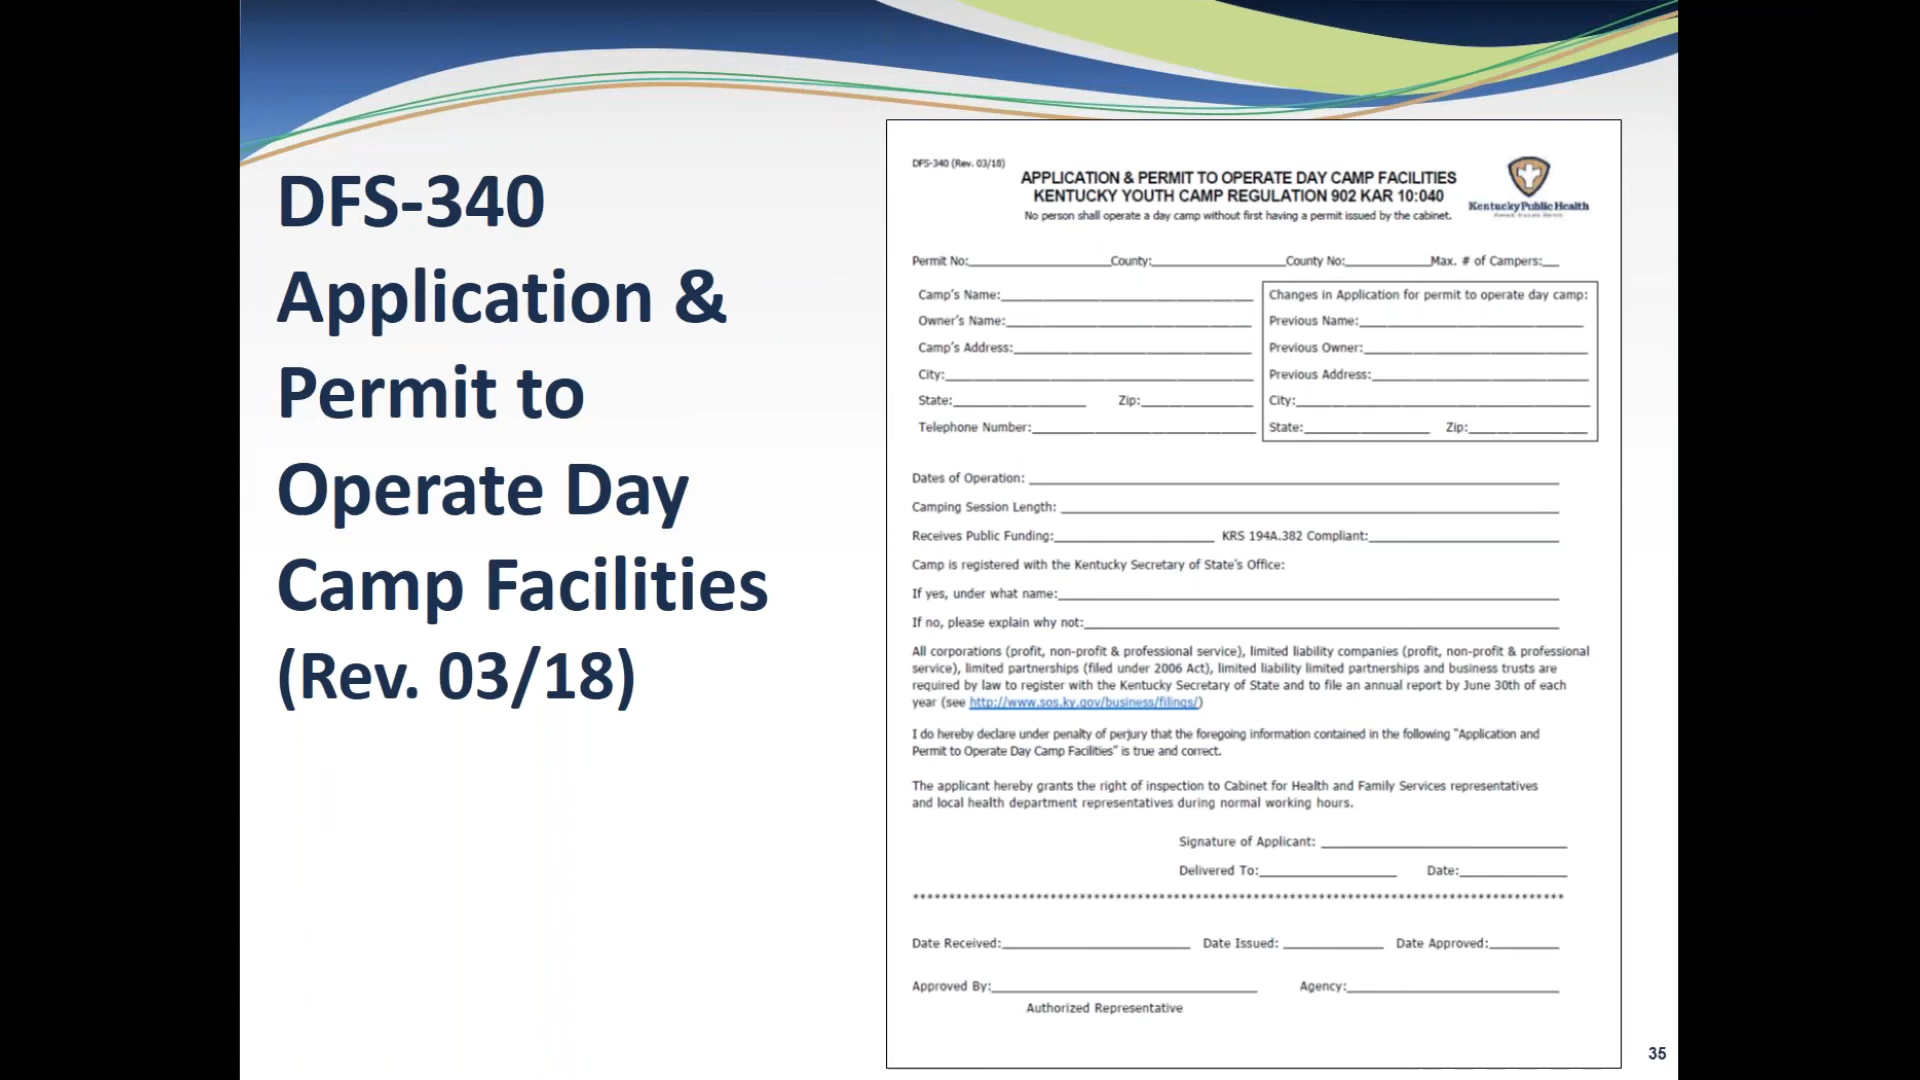 DFS-340
Application &
Permit to
Operate Day
Camp Facilities
(Rev. 03/18)
DFS-340 (Rev. 03/18)
APPLICATION & PERMIT TO OPERATE DAY CAMP FACILITIES
KENTUCKY YOUTH CAMP REGULATION 902 KAR 10:040
No person shall operate a day camp without first having a permit issued by the cabinet.
KentuckyPublicHealth
Permit No: County: County No: Max. # of Campers:
Camp's Name:
Owner's Name:
Camp's Address:
City:
State: Zip:
Telephone Number:
Changes in Application for permit to operate day camp:
Previous Name:
Previous Owner:
Previous Address:
City:
State: Zip:
Dates of Operation:
Camping Session Length:
Receives Public Funding: KRS 194A.382 Compliant:
Camp is registered with the Kentucky Secretary of State's Office:
If yes, under what name:
If no, please explain why not:
All corporations (profit, non-profit & professional service), limited liability companies (profit, non-profit & professional
service), limited partnerships (filed under 2006 Act), limited liability limited partnerships and business trusts are
required by law to register with the Kentucky Secretary of State and to file an annual report by June 30th of each
year (see http://www.sos.ky.gov/business/filings/)
I do hereby declare under penalty of perjury that the foregoing information contained in the following "Application and
Permit to Operate Day Camp Facilities" is true and correct.
The applicant hereby grants the right of inspection to Cabinet for Health and Family Services representatives
and local health department representatives during normal working hours.
Signature of Applicant:
Delivered To: Date:
Date Received: Date Issued: Date Approved:
Approved By: Agency:
Authorized Representative
35